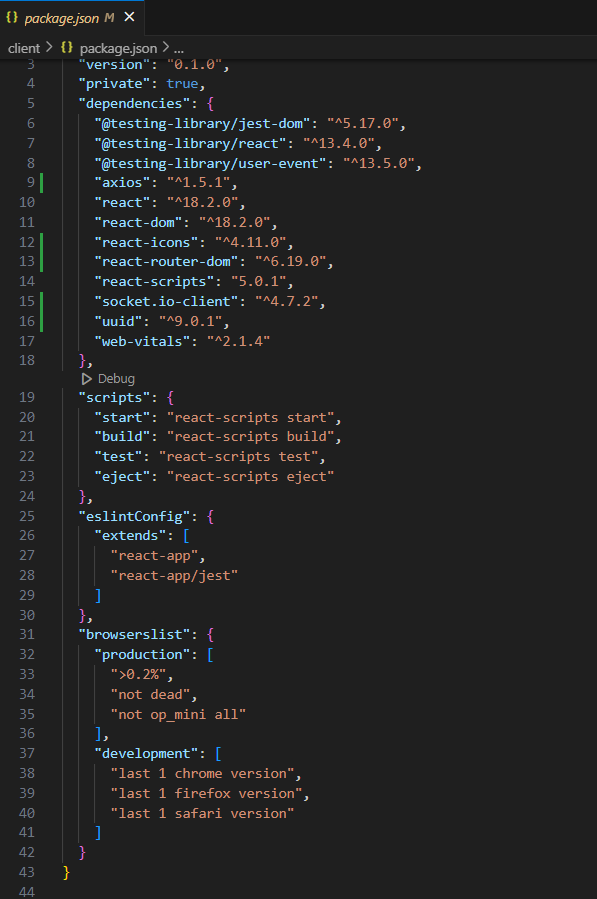 {} package.json M ×
client > {} package.json > ...
3 "version": "0.1.0",
4 "private": true,
5 "dependencies": {
6 "@testing-library/jest-dom": "^5.17.0",
7 "@testing-library/react": "^13.4.0",
8 "@testing-library/user-event": "^13.5.0",
9 "axios": "^1.5.1",
10 "react": "^18.2.0",
11 "react-dom": "^18.2.0",
12 "react-icons": "^4.11.0",
13 "react-router-dom": "^6.19.0",
14 "react-scripts": "5.0.1",
15 "socket.io-client": "^4.7.2",
16 "uuid": "^9.0.1",
17 "web-vitals": "^2.1.4"
18 },
Debug
19 "scripts": {
20 "start": "react-scripts start",
21 "build": "react-scripts build",
22 "test": "react-scripts test",
23 "eject": "react-scripts eject"
24 },
25 "eslintConfig": {
26 "extends": [
27 "react-app",
28 "react-app/jest"
29 ]
30 },
31 "browserslist": {
32 "production": [
33 ">0.2%",
34 "not dead",
35 "not op_mini all"
36 ],
37 "development": [
38 "last 1 chrome version",
39 "last 1 firefox version",
40 "last 1 safari version"
41 ]
42 }
43 }
44